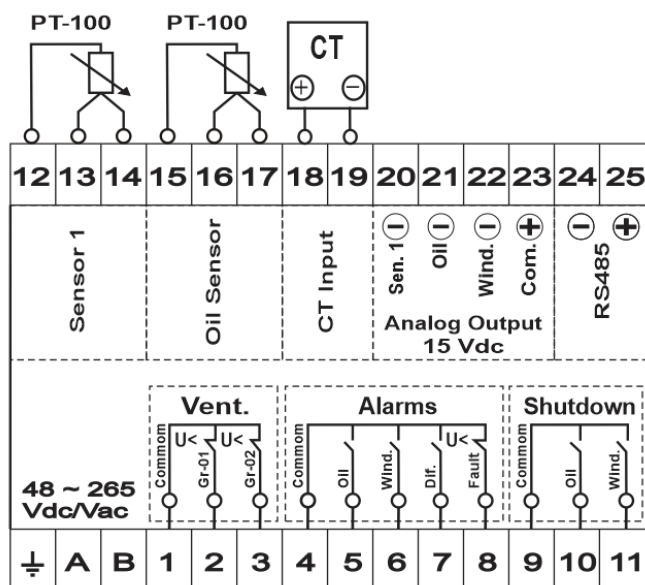 PT-100 PT-100
CT
+ −
12 13 14 15 16 17 18 19 20 21 22 23 24 25
Sensor 1
Oil Sensor
CT Input
− Sen. 1
− Oil
− Wind.
+ Com.
Analog Output
15 Vdc
− +
RS485
Vent. Alarms Shutdown
Commom
U< Gr-01
U< Gr-02
Commom
Oil
Wind.
Dif.
U< Fault
Commom
Oil
Wind.
48 ~ 265
Vdc/Vac
⏚ A B 1 2 3 4 5 6 7 8 9 10 11